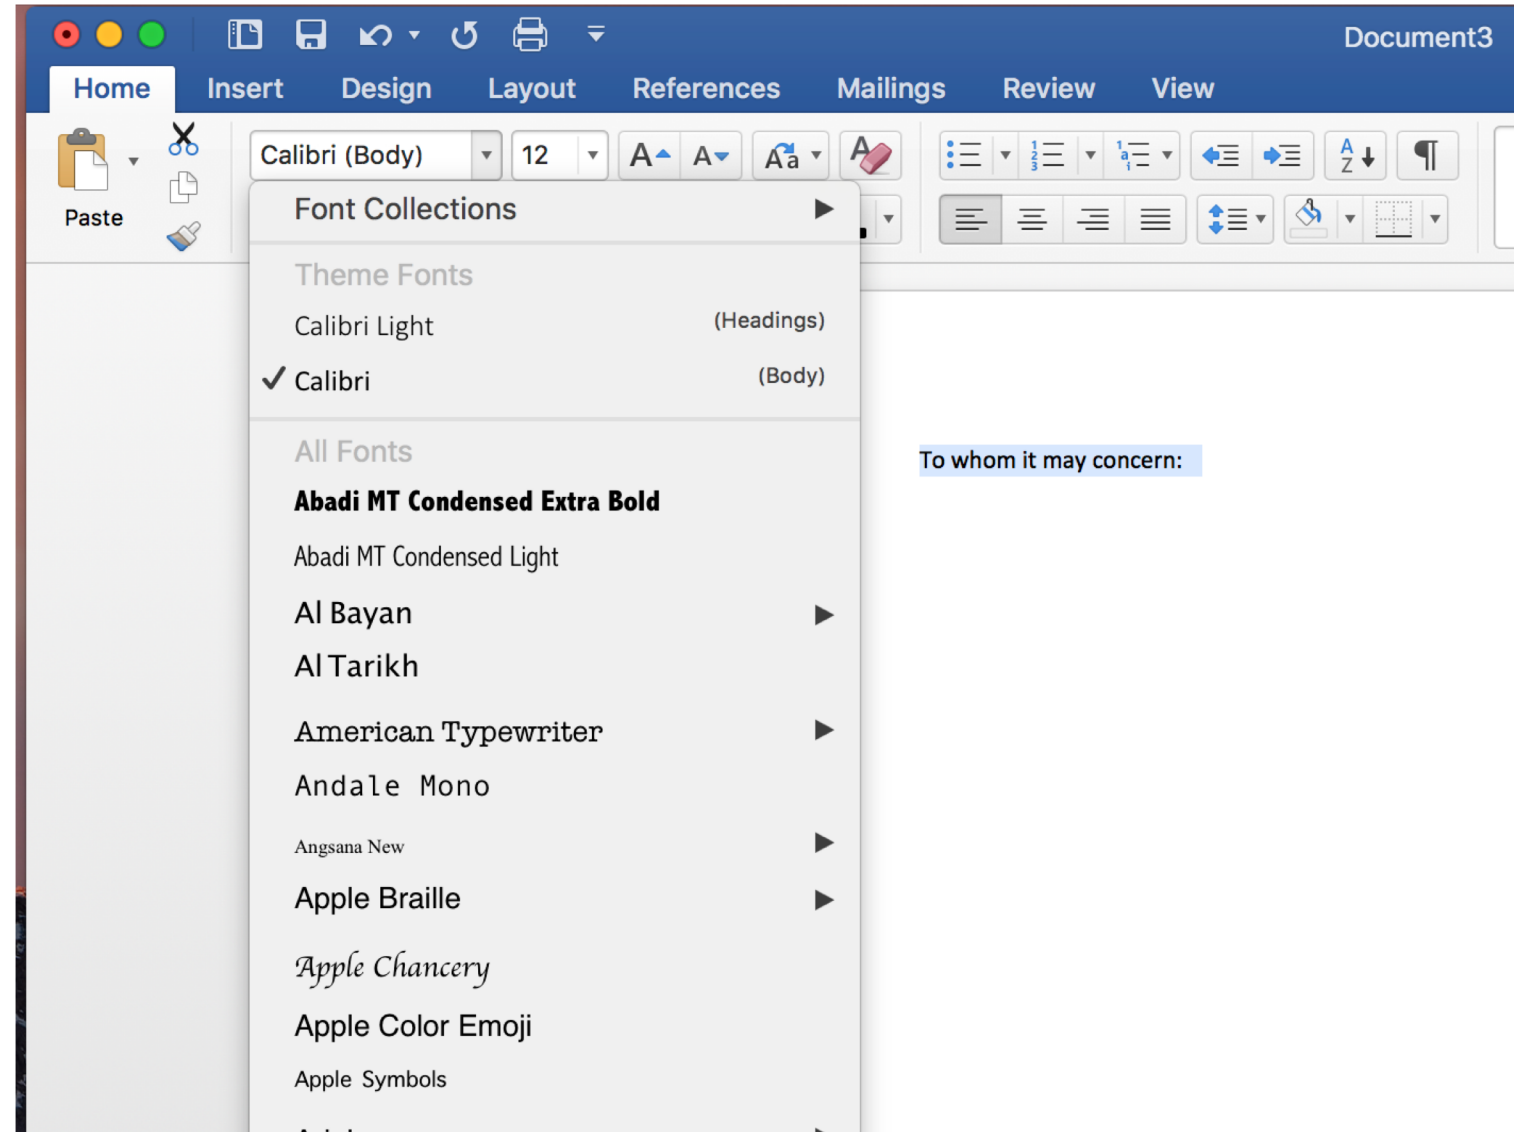 Document3
Home Insert Design Layout References Mailings Review View
Paste
Calibri (Body) 12
Font Collections
Theme Fonts
Calibri Light (Headings)
Calibri (Body)
All Fonts
Abadi MT Condensed Extra Bold
Abadi MT Condensed Light
Al Bayan
Al Tarikh
American Typewriter
Andale Mono
Angsana New
Apple Braille
Apple Chancery
Apple Color Emoji
Apple Symbols
To whom it may concern: